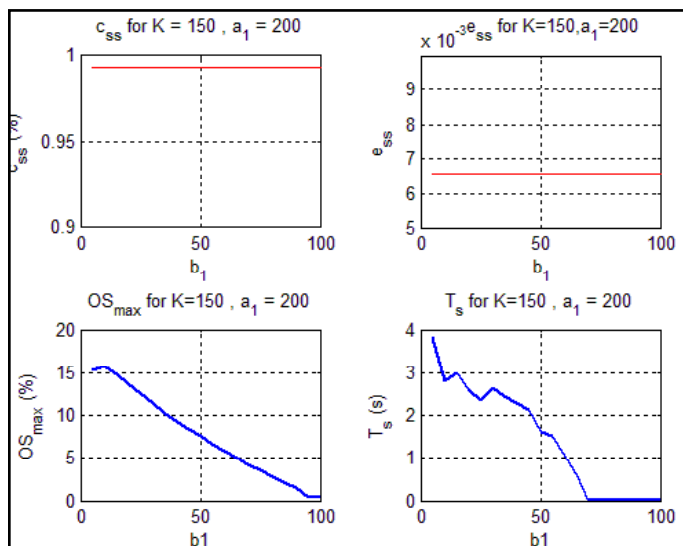 c_ss for K = 150 , a_1 = 200
1
0.95
0.9
c_ss (%)
0
50
100
b_1
x 10^-3
e_ss for K=150,a_1=200
9
8
7
6
5
e_ss
0
50
100
b_1
OS_max for K=150 , a_1 = 200
20
15
10
5
0
OS_max (%)
0
50
100
b1
T_s for K=150 , a_1 = 200
4
3
2
1
0
T_s (s)
0
50
100
b1